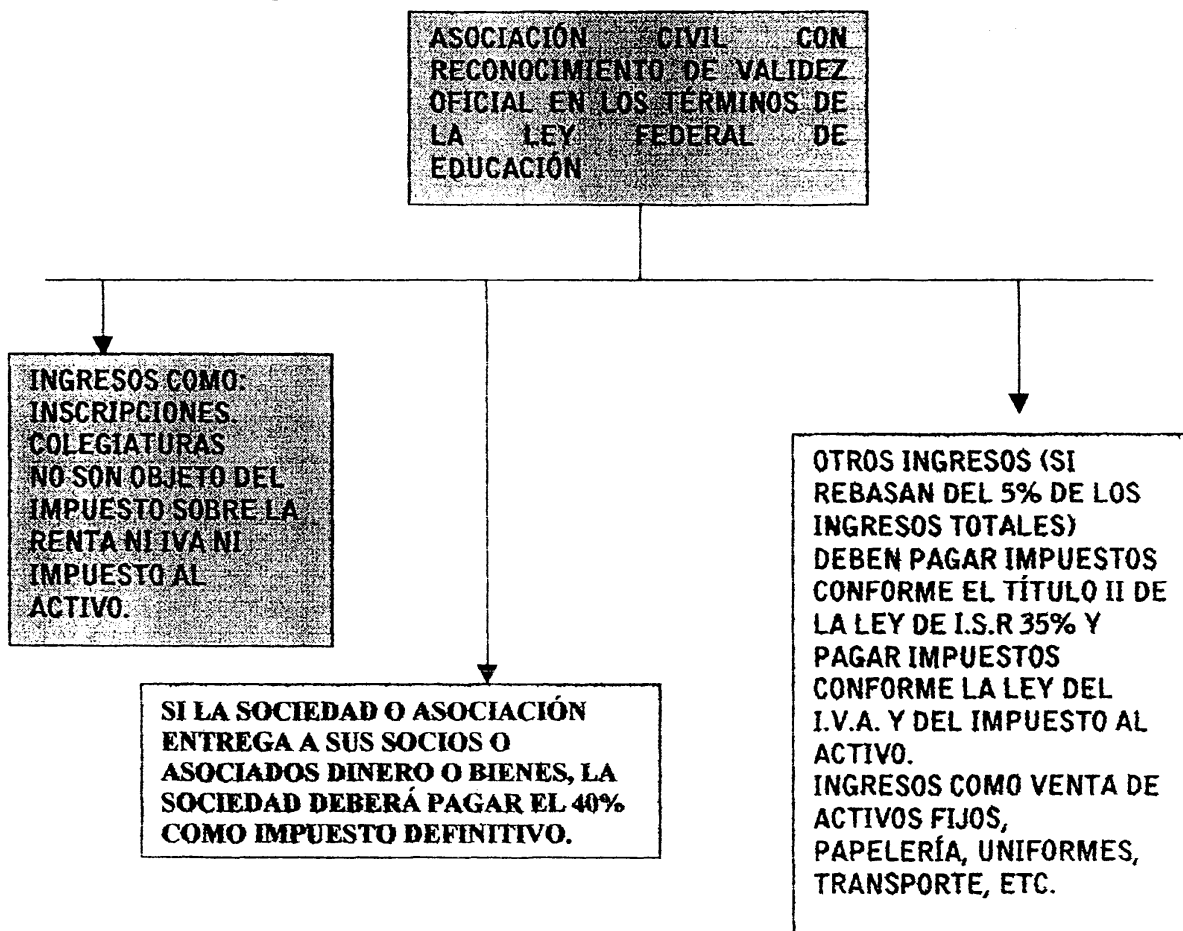 ASOCIACIÓN CIVIL CON
RECONOCIMIENTO DE VALIDEZ
OFICIAL EN LOS TÉRMINOS DE
LA LEY FEDERAL DE
EDUCACIÓN
INGRESOS COMO:
INSCRIPCIONES.
COLEGIATURAS
NO SON OBJETO DEL
IMPUESTO SOBRE LA
RENTA NI IVA NI
IMPUESTO AL
ACTIVO.
SI LA SOCIEDAD O ASOCIACIÓN
ENTREGA A SUS SOCIOS O
ASOCIADOS DINERO O BIENES, LA
SOCIEDAD DEBERÁ PAGAR EL 40%
COMO IMPUESTO DEFINITIVO.
OTROS INGRESOS (SI
REBASAN DEL 5% DE LOS
INGRESOS TOTALES)
DEBEN PAGAR IMPUESTOS
CONFORME EL TÍTULO II DE
LA LEY DE I.S.R 35% Y
PAGAR IMPUESTOS
CONFORME LA LEY DEL
I.V.A. Y DEL IMPUESTO AL
ACTIVO.
INGRESOS COMO VENTA DE
ACTIVOS FIJOS,
PAPELERÍA, UNIFORMES,
TRANSPORTE, ETC.